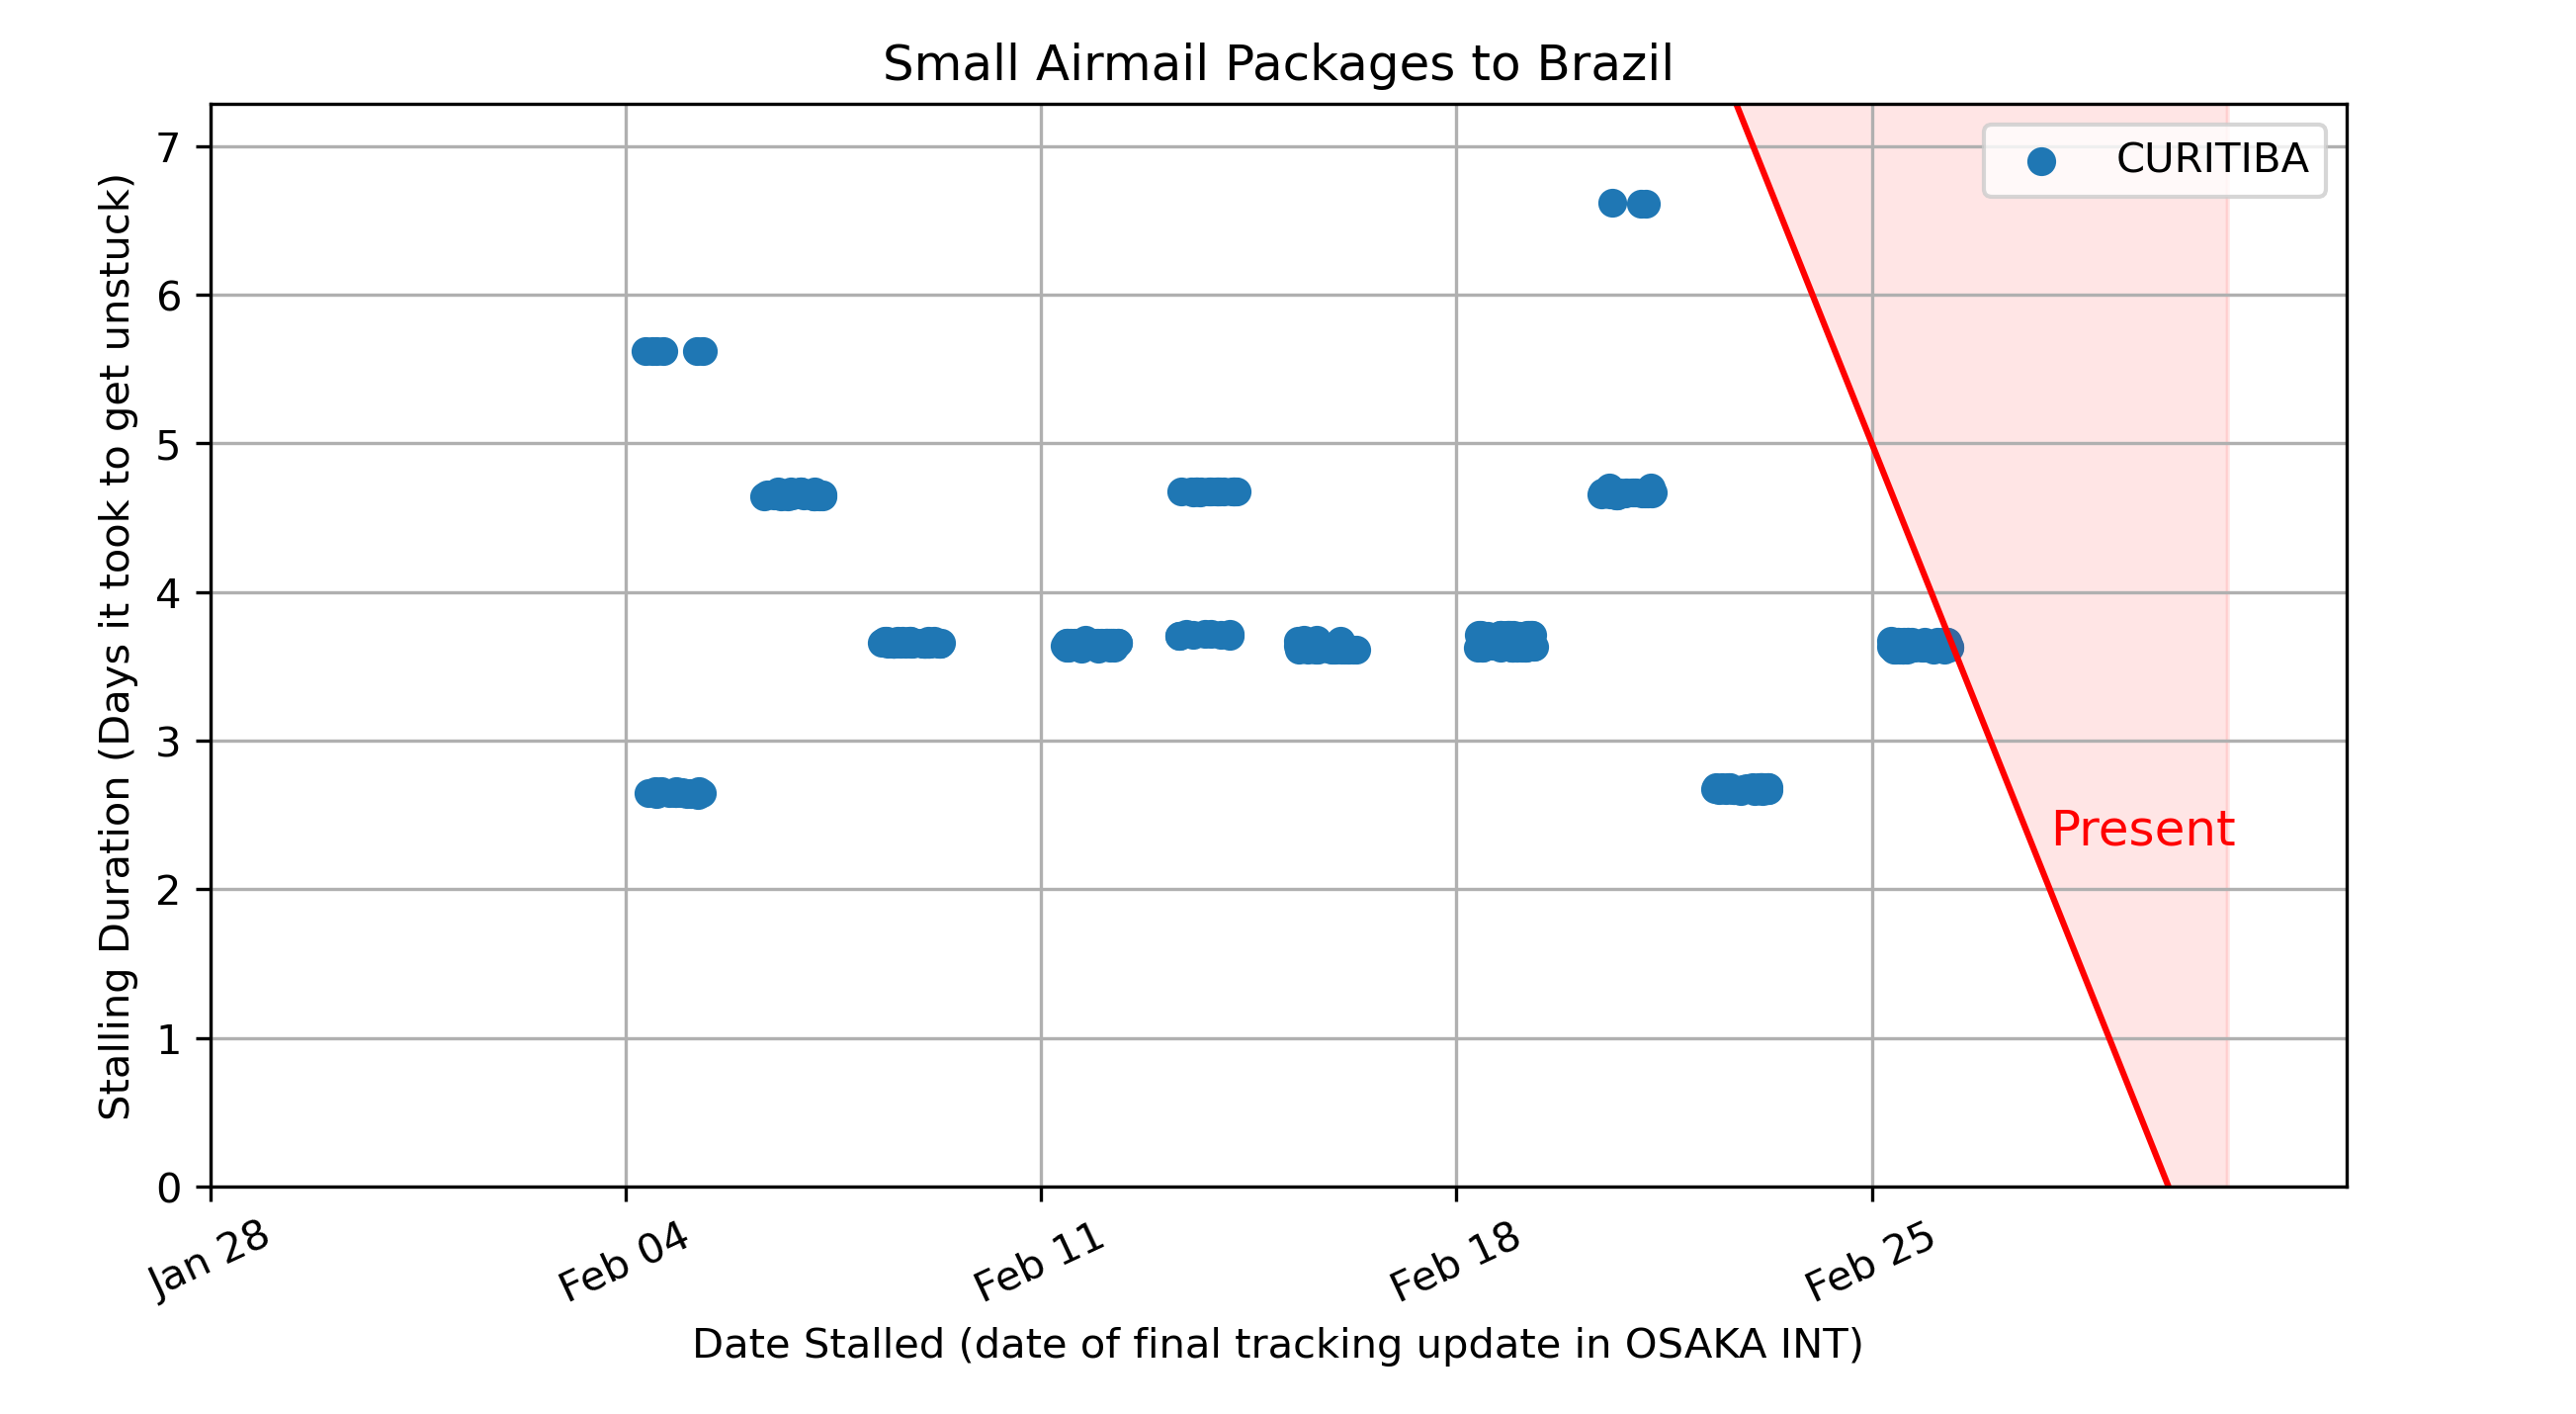 Small Airmail Packages to Brazil
Stalling Duration (Days it took to get unstuck)
7
6
5
4
3
2
1
0
CURITIBA
Present
Jan 28
Feb 04
Feb 11
Feb 18
Feb 25
Date Stalled (date of final tracking update in OSAKA INT)